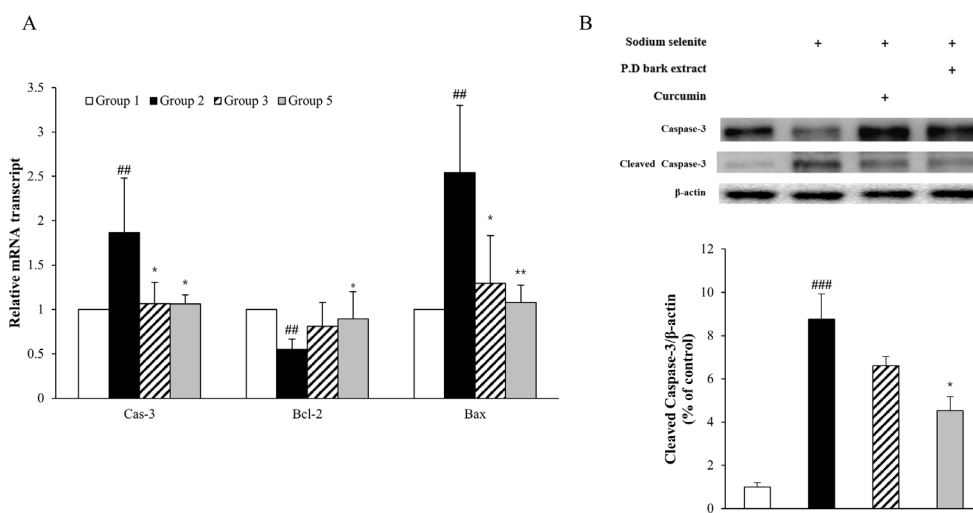 A
Relative mRNA transcript
3.5
3
2.5
2
1.5
1
0.5
0
Group 1 Group 2 Group 3 Group 5
##
*
*
##
*
##
*
**
Cas-3 Bcl-2 Bax
B
Sodium selenite + + +
P.D bark extract +
Curcumin +
Caspase-3
Cleaved Caspase-3
β-actin
Cleaved Caspase-3/β-actin
(% of control)
12
10
8
6
4
2
0
###
*